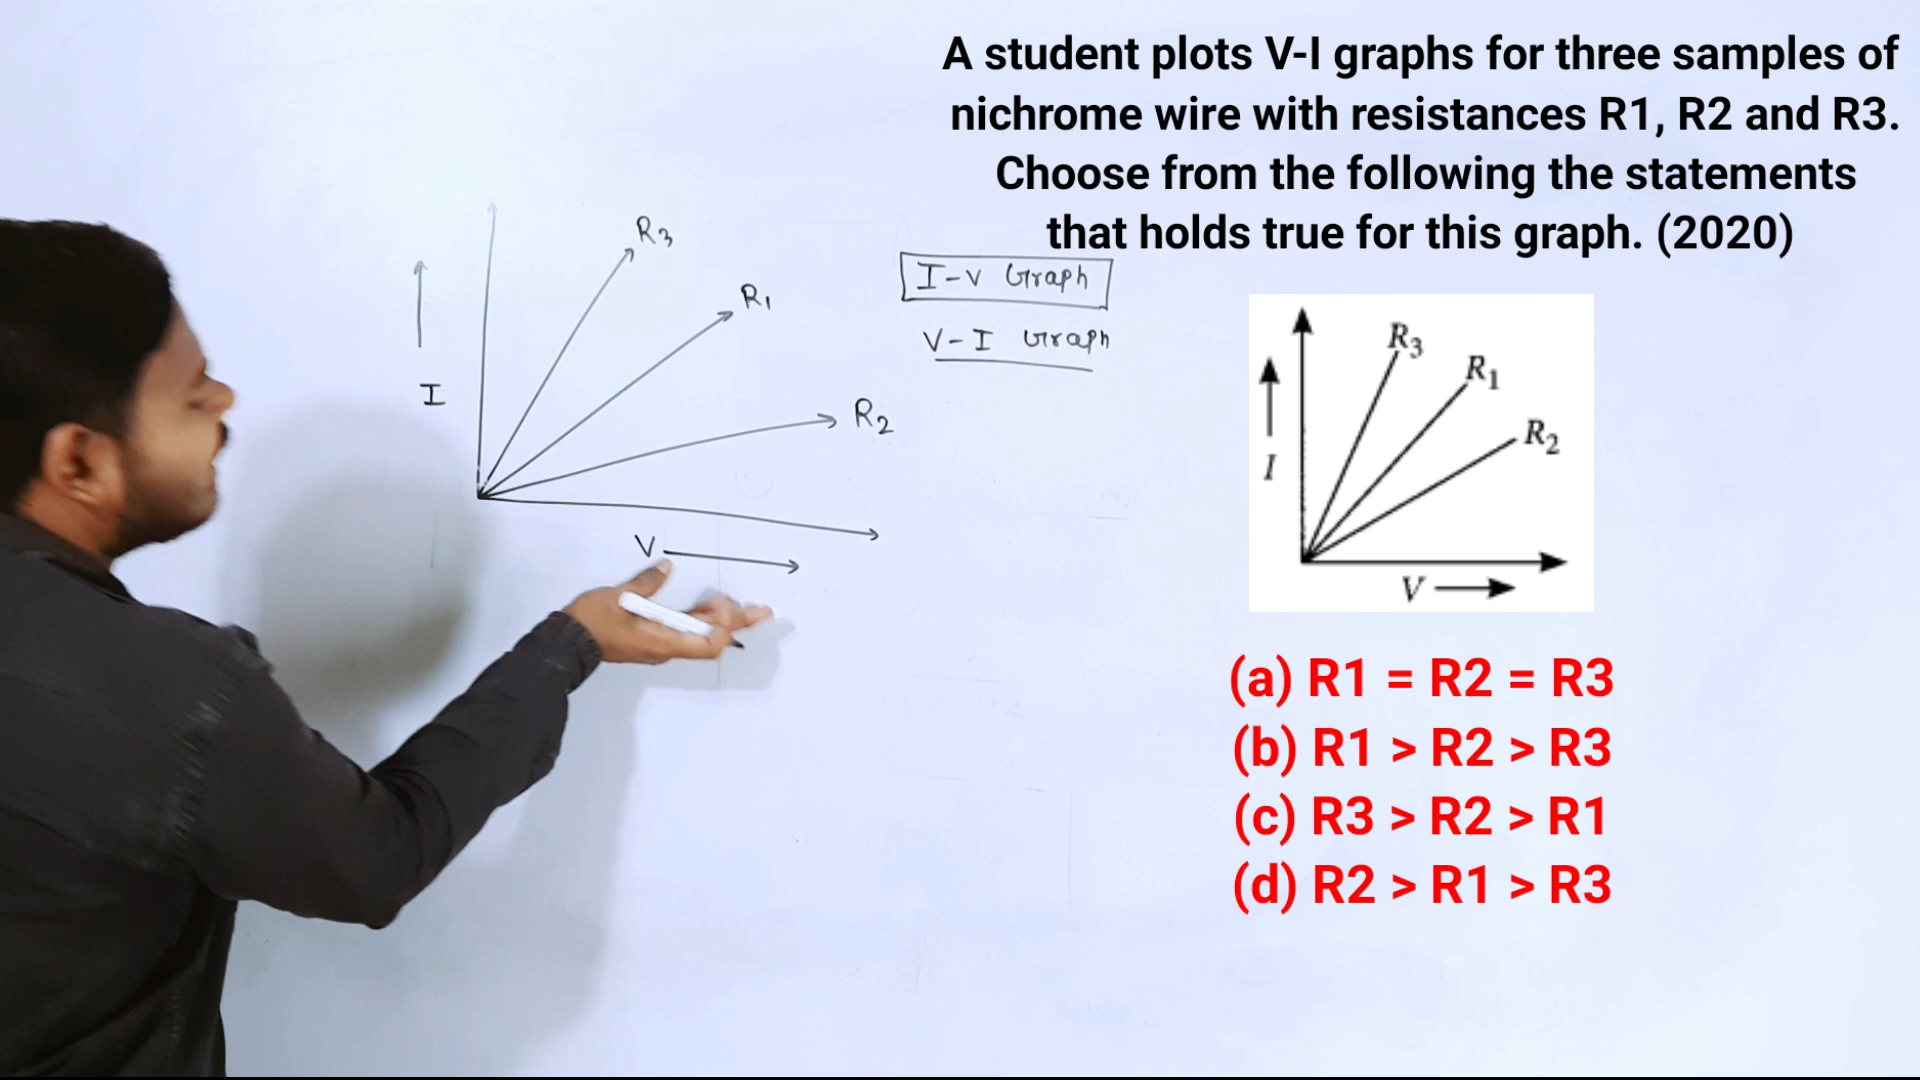 A student plots V-I graphs for three samples of
nichrome wire with resistances R1, R2 and R3.
Choose from the following the statements
that holds true for this graph. (2020)
I-V Graph
V-I Graph
R3
R1
R2
I
V
R3
R1
R2
I
V
(a) R1 = R2 = R3
(b) R1 > R2 > R3
(c) R3 > R2 > R1
(d) R2 > R1 > R3